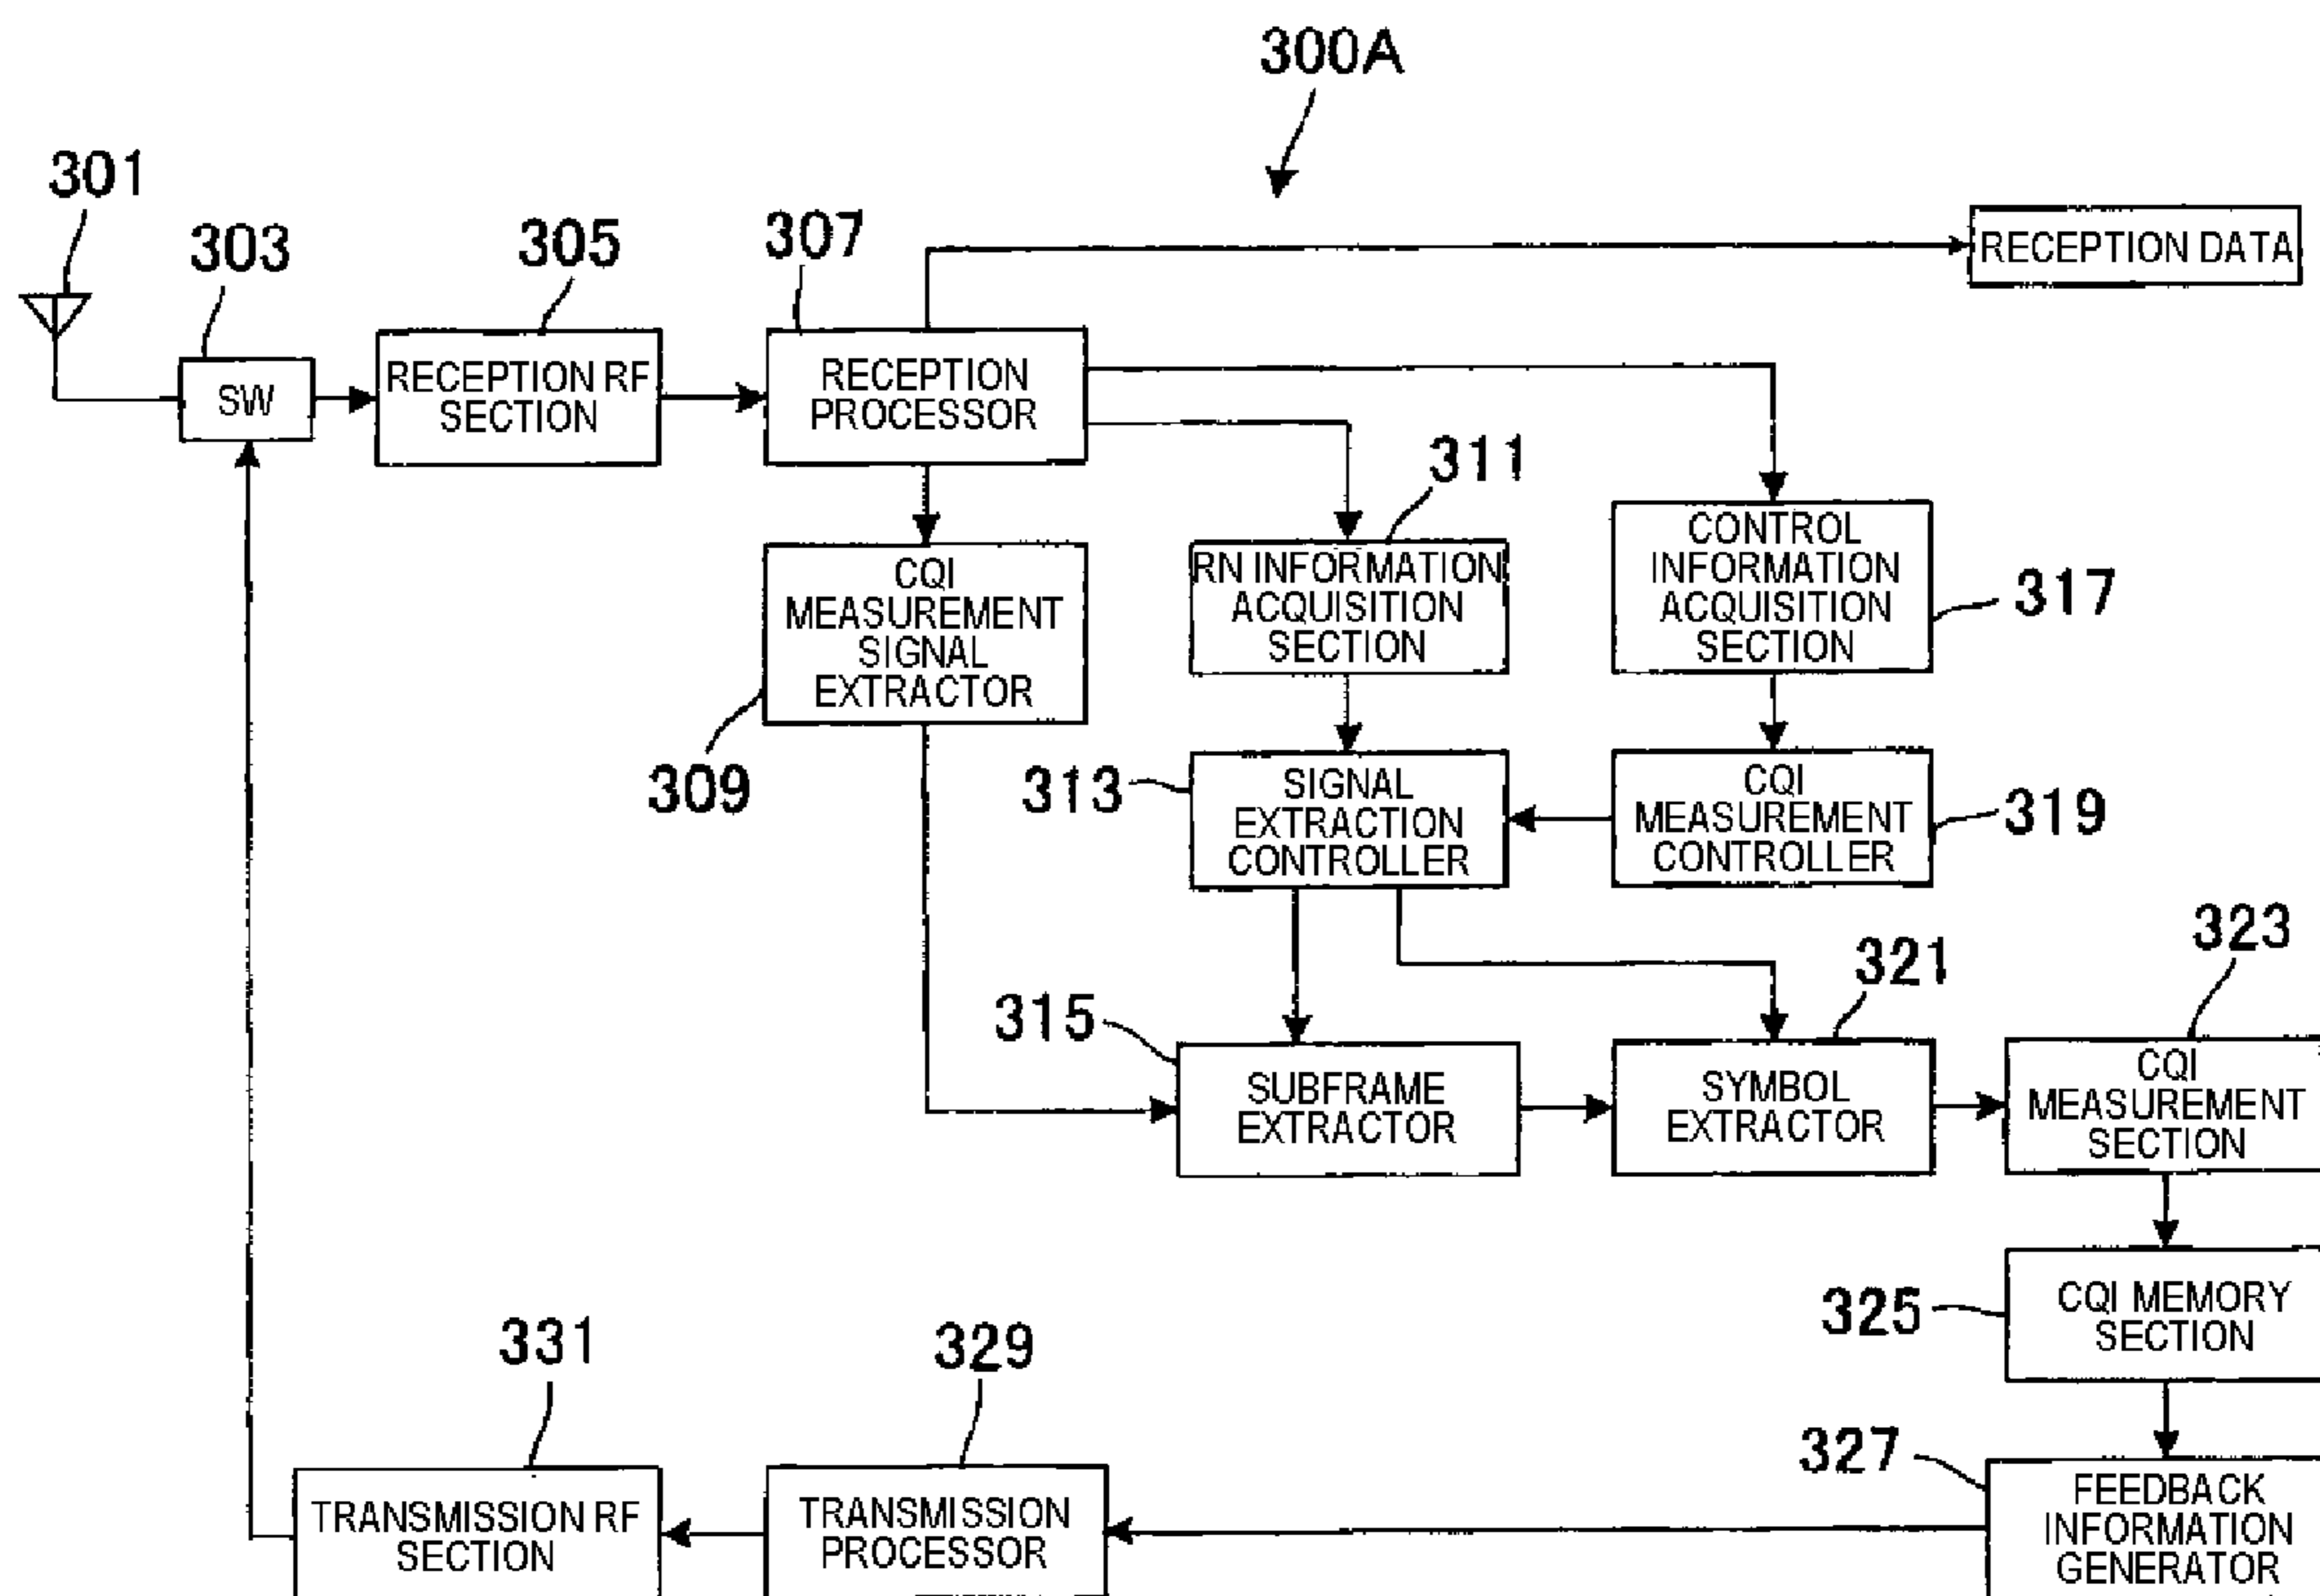 300A
301
303
305
307
RECEPTION DATA
SW
RECEPTION RF
SECTION
RECEPTION
PROCESSOR
311
CQI
MEASUREMENT
SIGNAL
EXTRACTOR
309
RN INFORMATION
ACQUISITION
SECTION
CONTROL
INFORMATION
ACQUISITION
SECTION
317
313
SIGNAL
EXTRACTION
CONTROLLER
CQI
MEASUREMENT
CONTROLLER
319
315
321
323
SUBFRAME
EXTRACTOR
SYMBOL
EXTRACTOR
CQI
MEASUREMENT
SECTION
325
CQI MEMORY
SECTION
331
329
327
TRANSMISSION RF
SECTION
TRANSMISSION
PROCESSOR
FEEDBACK
INFORMATION
GENERATOR